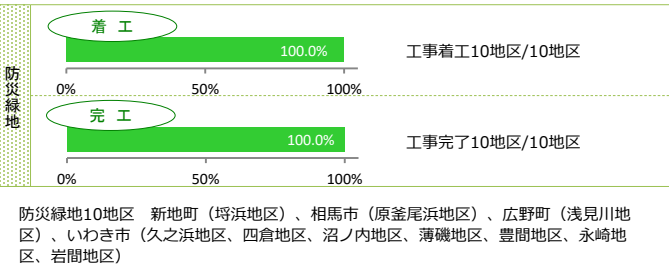 防災緑地
着 工
100.0%
工事着工10地区/10地区
0%
50%
100%
完 工
100.0%
工事完了10地区/10地区
0%
50%
100%
防災緑地10地区　新地町（埒浜地区）、相馬市（原釜尾浜地区）、広野町（浅見川地
区）、いわき市（久之浜地区、四倉地区、沼ノ内地区、薄磯地区、豊間地区、永崎地
区、岩間地区）